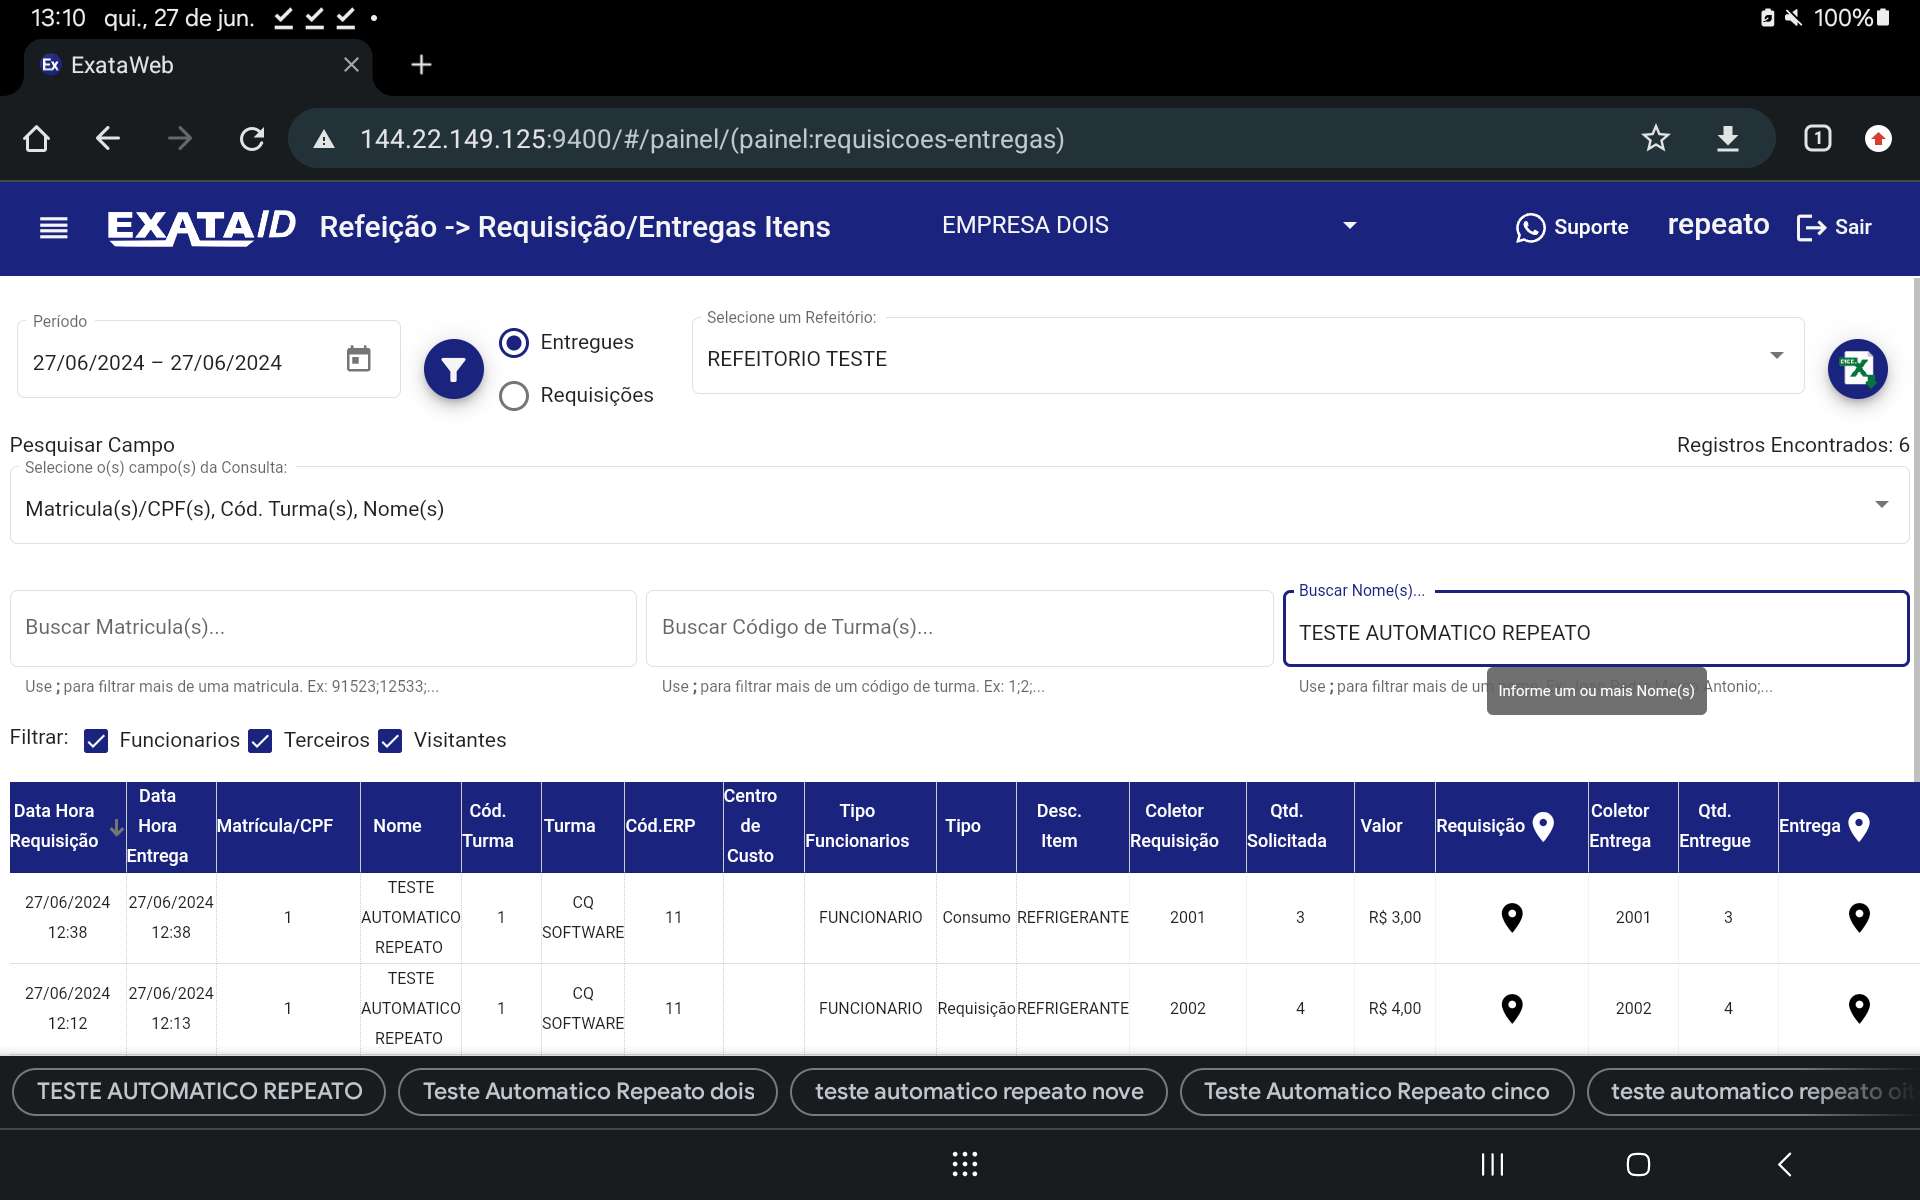 13:10 qui., 27 de jun. 100%
Ex ExataWeb
144.22.149.125:9400/#/painel/(painel:requisicoes-entregas) 1
EXATA/ID Refeição -> Requisição/Entregas Itens EMPRESA DOIS Suporte repeato Sair
Período
27/06/2024 – 27/06/2024
Entregues
Requisições
Selecione um Refeitório:
REFEITORIO TESTE
Pesquisar Campo Registros Encontrados: 6
Selecione o(s) campo(s) da Consulta:
Matricula(s)/CPF(s), Cód. Turma(s), Nome(s)
Buscar Matricula(s)... Buscar Código de Turma(s)... Buscar Nome(s)...
TESTE AUTOMATICO REPEATO
Use ; para filtrar mais de uma matricula. Ex: 91523;12533;... Use ; para filtrar mais de um código de turma. Ex: 1;2;... Use ; para filtrar mais de um Antonio;...
Informe um ou mais Nome(s)
Filtrar: Funcionarios Terceiros Visitantes
Data Hora Requisição Data Hora Entrega Matrícula/CPF Nome Cód. Turma Turma Cód.ERP Centro de Custo Tipo Funcionarios Tipo Desc. Item Coletor Requisição Qtd. Solicitada Valor Requisição Coletor Entrega Qtd. Entregue Entrega
27/06/2024 12:38 27/06/2024 12:38 1 TESTE AUTOMATICO REPEATO 1 CQ SOFTWARE 11 FUNCIONARIO Consumo REFRIGERANTE 2001 3 R$ 3,00 2001 3
27/06/2024 12:12 27/06/2024 12:13 1 TESTE AUTOMATICO REPEATO 1 CQ SOFTWARE 11 FUNCIONARIO Requisição REFRIGERANTE 2002 4 R$ 4,00 2002 4
TESTE AUTOMATICO REPEATO Teste Automatico Repeato dois teste automatico repeato nove Teste Automatico Repeato cinco teste automatico repeato